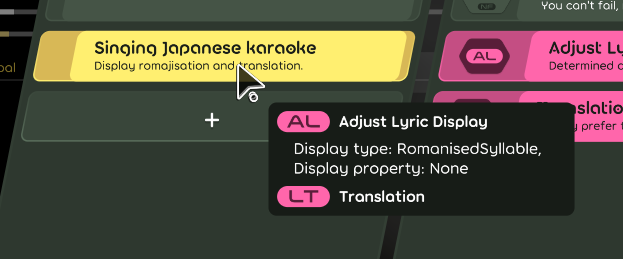 You can't fail,
Singing Japanese karaoke
Display romajisation and translation.
AL
Adjust Ly
Determined
+
AL Adjust Lyric Display
Display type: RomanisedSyllable,
Display property: None
LT Translation
prefer